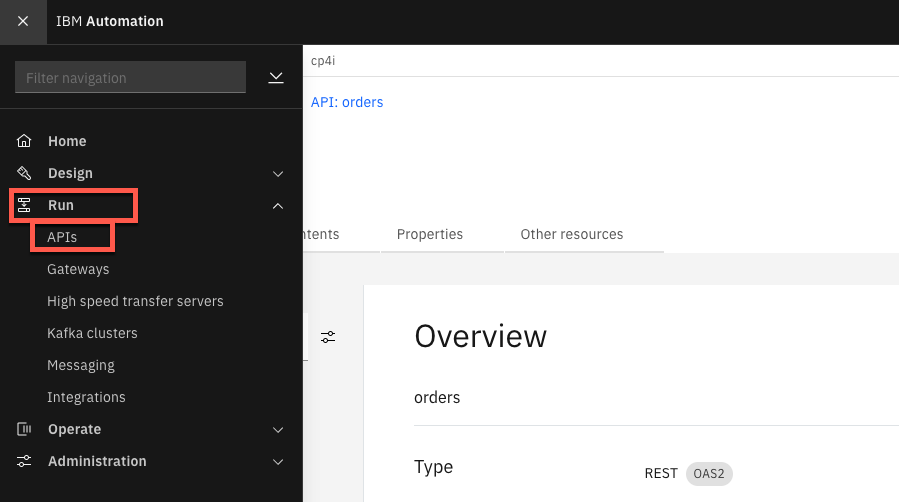 IBM Automation
Filter navigation
Home
Design
Run
APIs
Gateways
High speed transfer servers
Kafka clusters
Messaging
Integrations
Operate
Administration
cp4i
API: orders
Properties
Other resources
Overview
orders
Type
REST OAS2